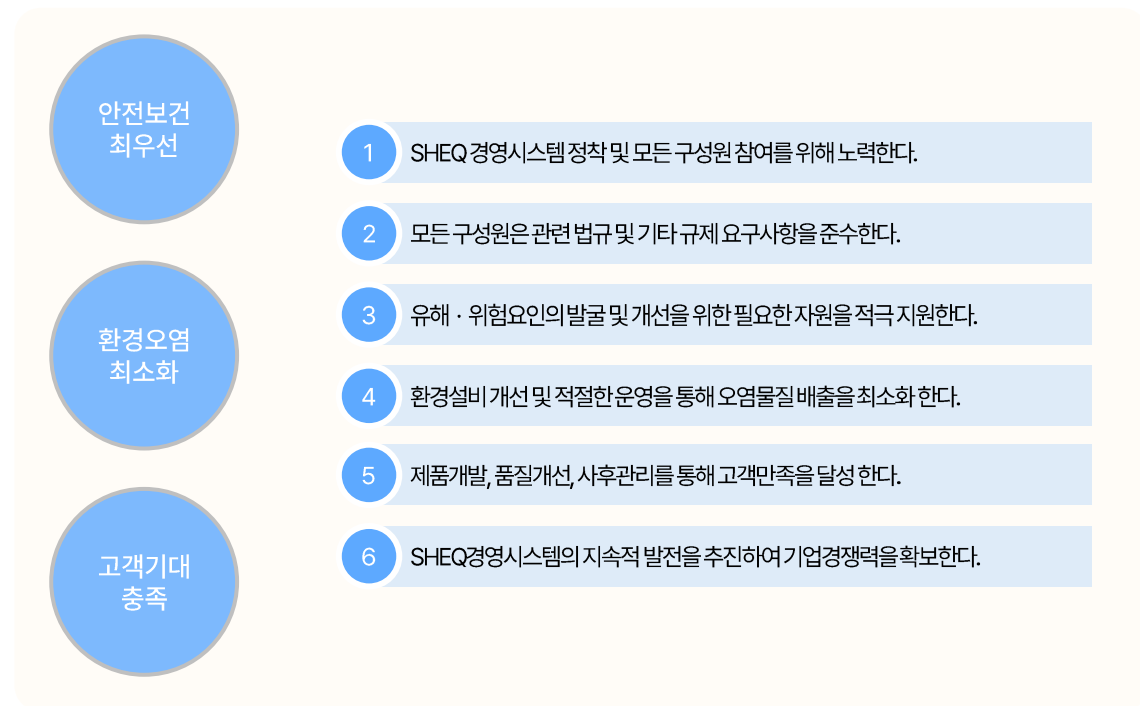 안전보건
최우선
환경오염
최소화
고객기대
충족
1 SHEQ 경영시스템 정착 및 모든 구성원 참여를 위해 노력한다.
2 모든 구성원은 관련 법규 및 기타 규제 요구사항을 준수한다.
3 유해 · 위험요인의 발굴 및 개선을 위한 필요한 자원을 적극 지원한다.
4 환경설비 개선 및 적절한 운영을 통해 오염물질 배출을 최소화 한다.
5 제품개발, 품질개선, 사후관리를 통해 고객만족을 달성 한다.
6 SHEQ경영시스템의 지속적 발전을 추진하여 기업경쟁력을 확보한다.